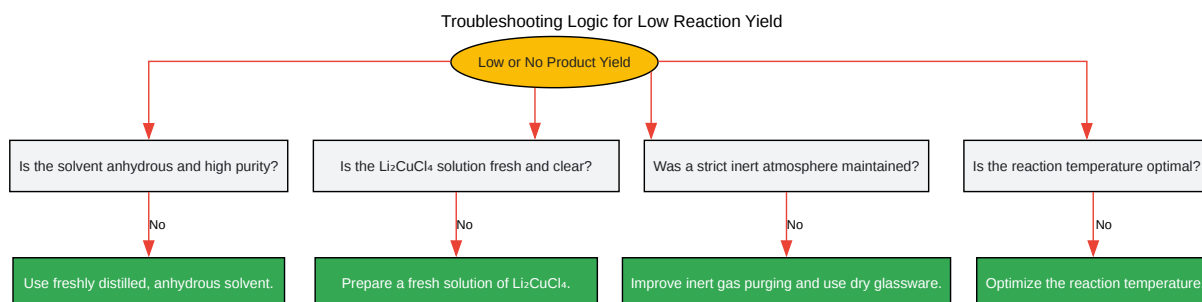 Troubleshooting Logic for Low Reaction Yield
Low or No Product Yield
Is the solvent anhydrous and high purity?
Is the Li₂CuCl₄ solution fresh and clear?
Was a strict inert atmosphere maintained?
Is the reaction temperature optimal?
No
No
No
No
Use freshly distilled, anhydrous solvent.
Prepare a fresh solution of Li₂CuCl₄.
Improve inert gas purging and use dry glassware.
Optimize the reaction temperature